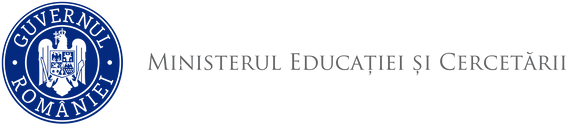 GUVERNUL
ROMÂNIEI
Ministerul Educației și Cercetării